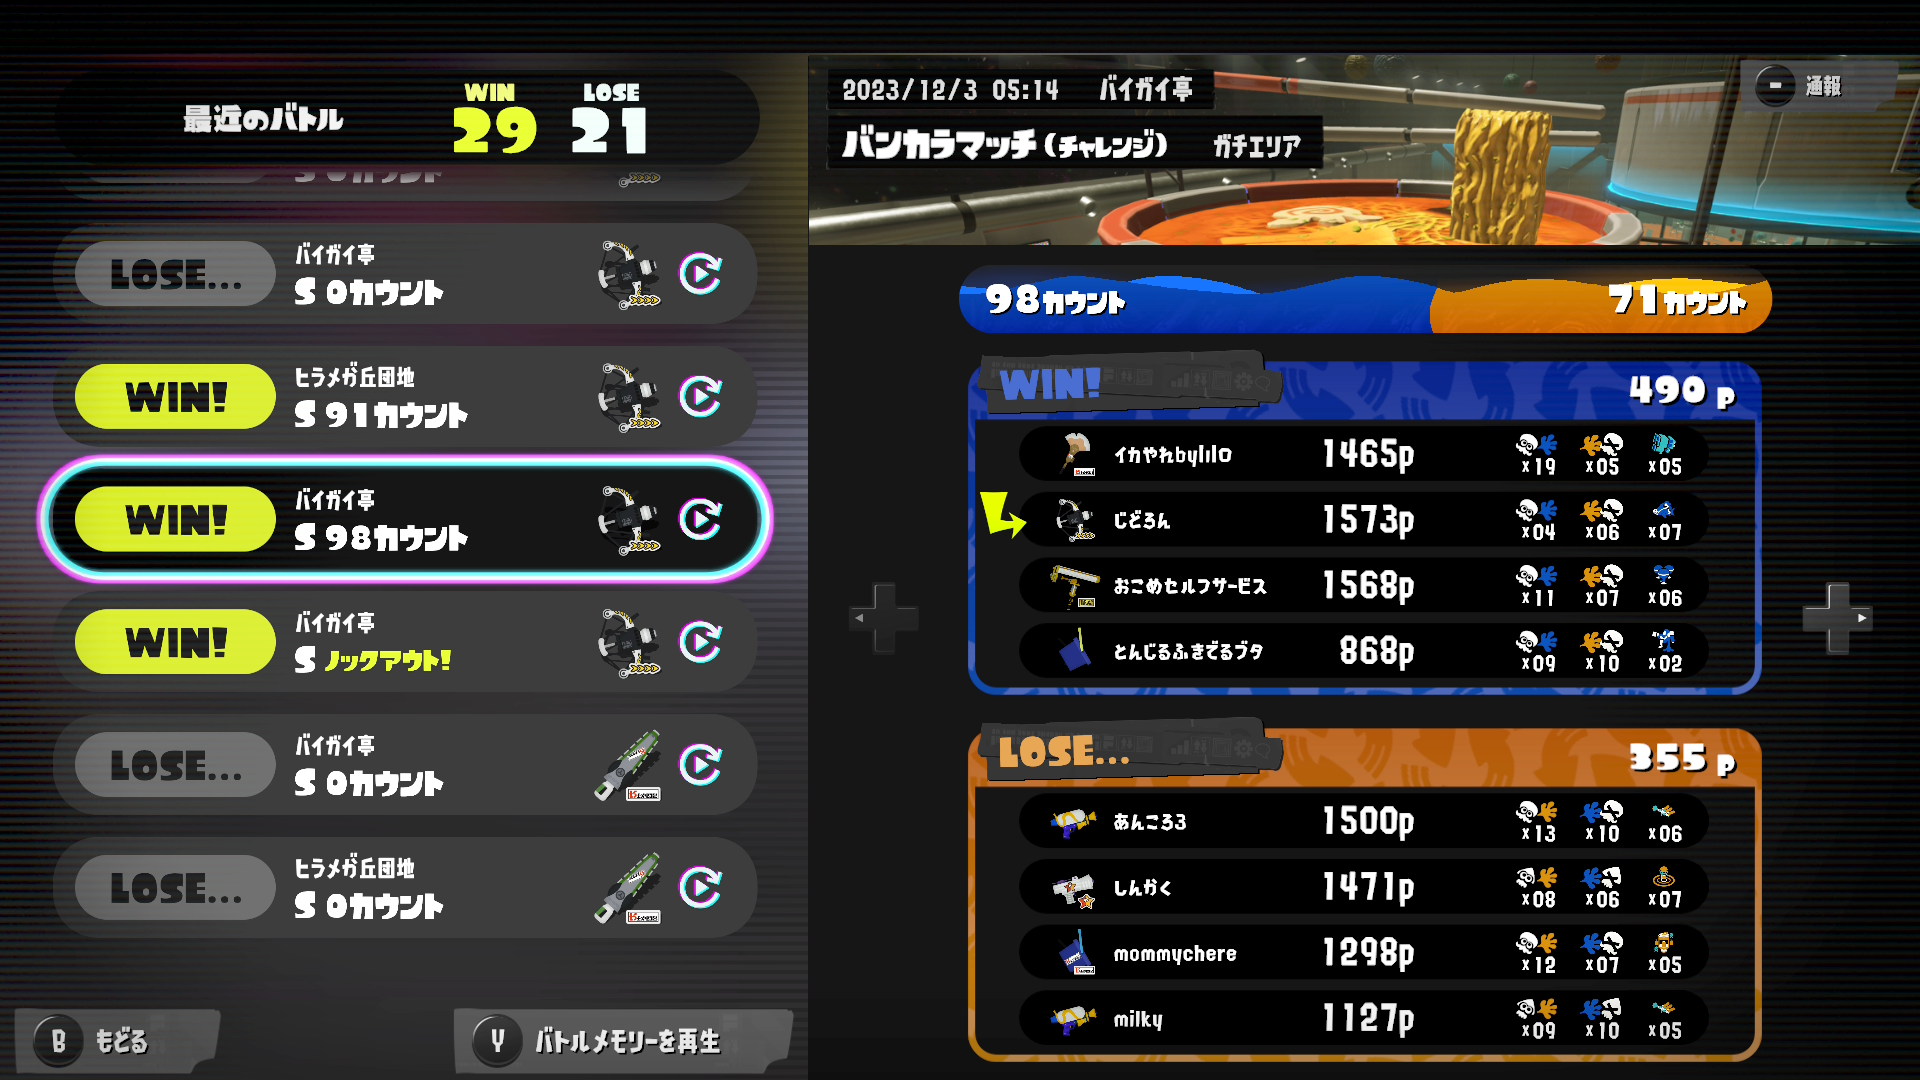 最近のバトル
WIN
29
LOSE
21
S 0カウント
LOSE...
バイガイ亭
S 0カウント
WIN!
ヒラメガ丘団地
S 91カウント
WIN!
バイガイ亭
S 98カウント
WIN!
バイガイ亭
S ノックアウト!
LOSE...
バイガイ亭
S 0カウント
LOSE...
ヒラメガ丘団地
S 0カウント
B もどる
Y バトルメモリーを再生
2023/12/3 05:14 バイガイ亭
バンカラマッチ(チャレンジ) ガチエリア
- 通報
98カウント
71カウント
WIN!
490 p
イカやれbylilo 1465p x19 x05 x05
じどろん 1573p x04 x06 x07
おこめセルフサービス 1568p x11 x07 x06
とんじるふきでるブタ 868p x09 x10 x02
LOSE...
355 p
あんころ3 1500p x13 x10 x06
しんかく 1471p x08 x06 x07
mommychere 1298p x12 x07 x05
milky 1127p x09 x10 x05